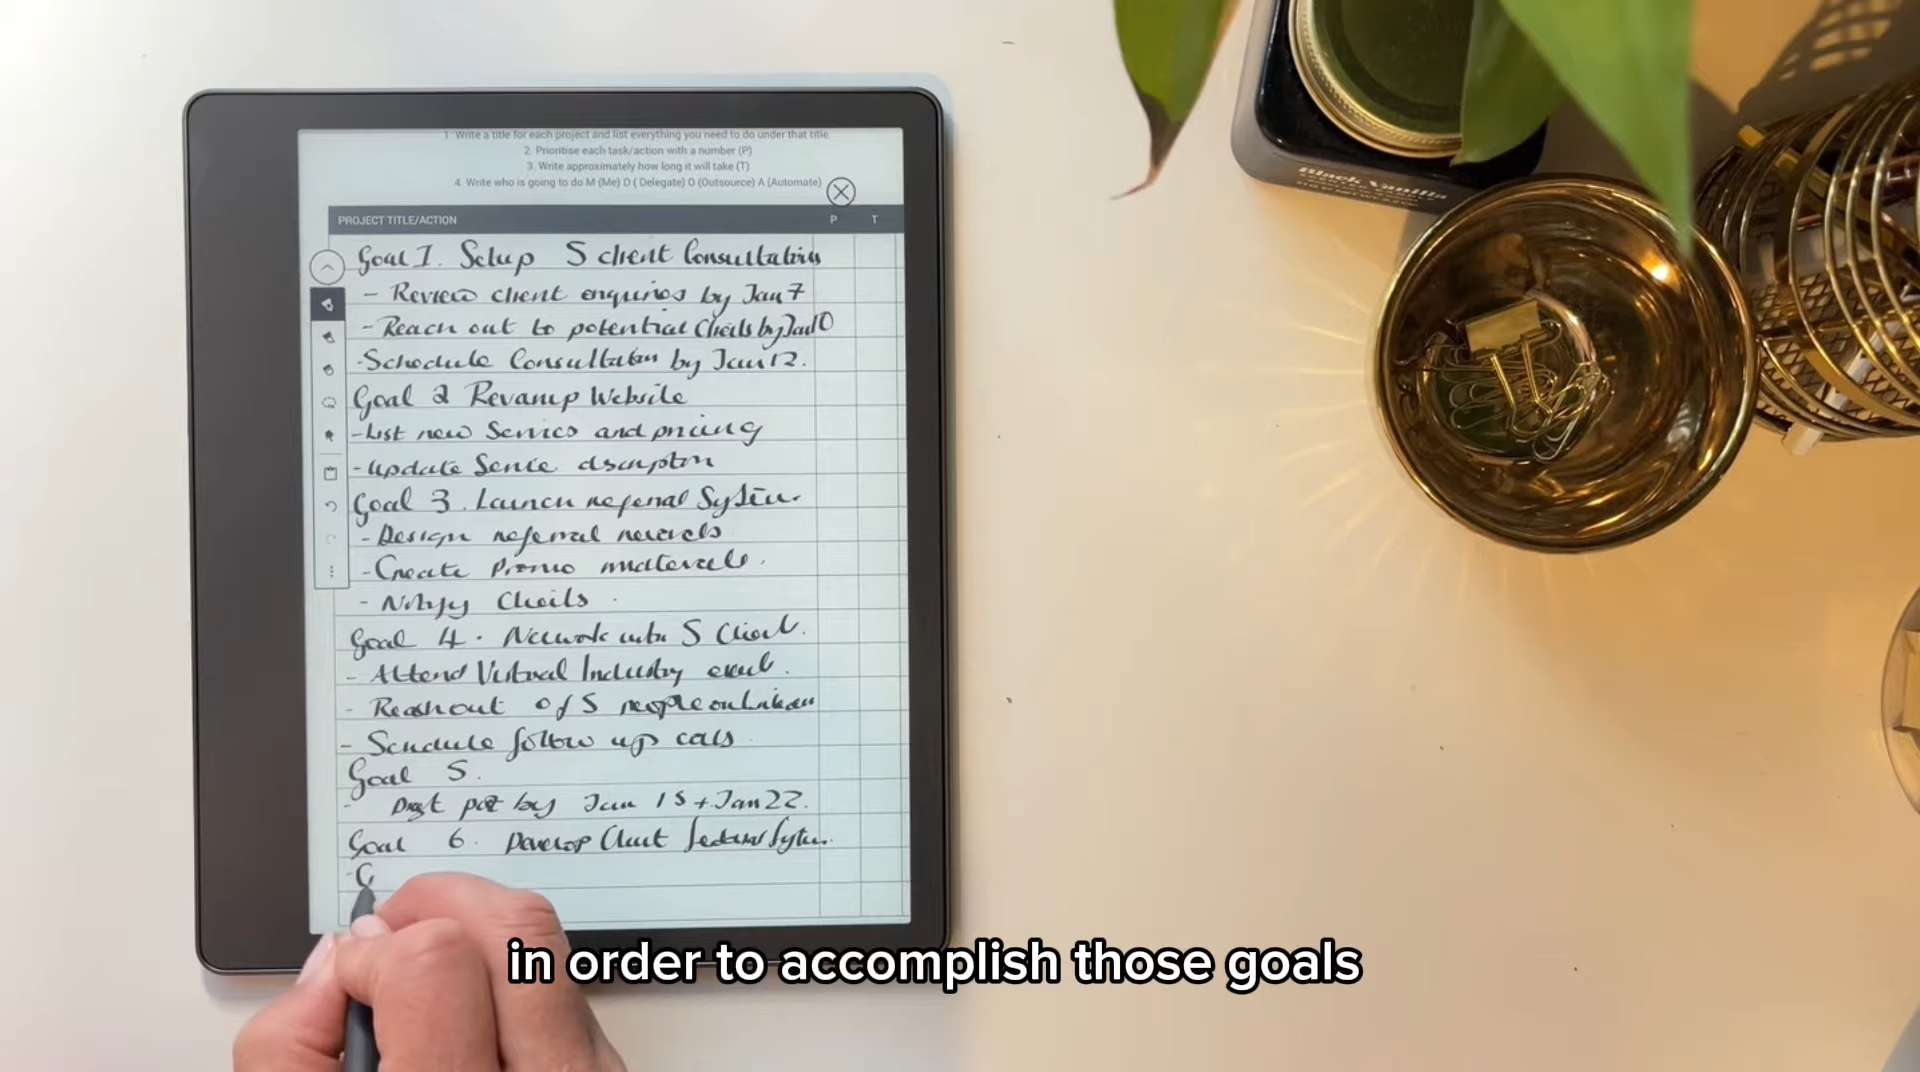 1 Write a title for each project and list everything you need to do under that title.
2. Prioritise each task/action with a number (P)
3. Write approximately how long it will take (T)
4. Write who is going to do M (Me) D ( Delegate) O (Outsource) A (Automate)
PROJECT TITLE/ACTION P T
Goal 1. Setup 5 client Consultations
- Review client enquiries by Jan 7
- Reach out to potential Clients by Jan 10
- Schedule Consultation by Jan 12.
Goal 2 Revamp Website
- List new Services and pricing
- Update Service description
Goal 3. Launch referral System.
- Design referral rewards
- Create Promo materials.
- Notify Clients
Goal 4. Network with 5 Client.
- Attend Virtual Industry event.
- Reach out of 5 people on Linkedin
- Schedule follow up calls
Goal 5.
- by Jan 15 + Jan 22.
Goal 6. Develop Client System.
Black Vanilla
in order to accomplish those goals